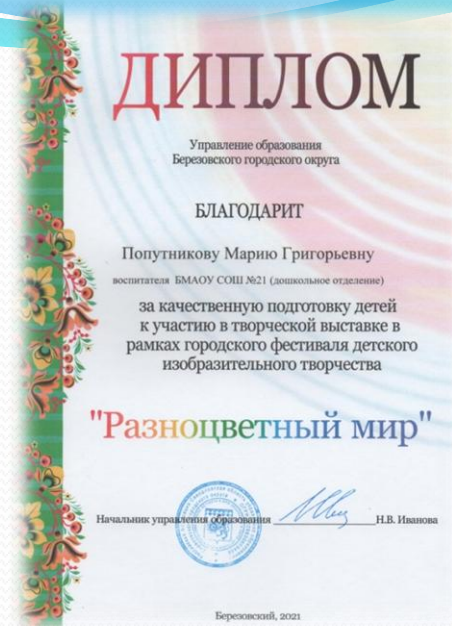 ДИПЛОМ
Управление образования
Березовского городского округа
БЛАГОДАРИТ
Попутникову Марию Григорьевну
воспитателя БМАОУ СОШ №21 (дошкольное отделение)
за качественную подготовку детей
к участию в творческой выставке в
рамках городского фестиваля детского
изобразительного творчества
"Разноцветный мир"
Начальник управления образования Н.В. Иванова
Березовский, 2021